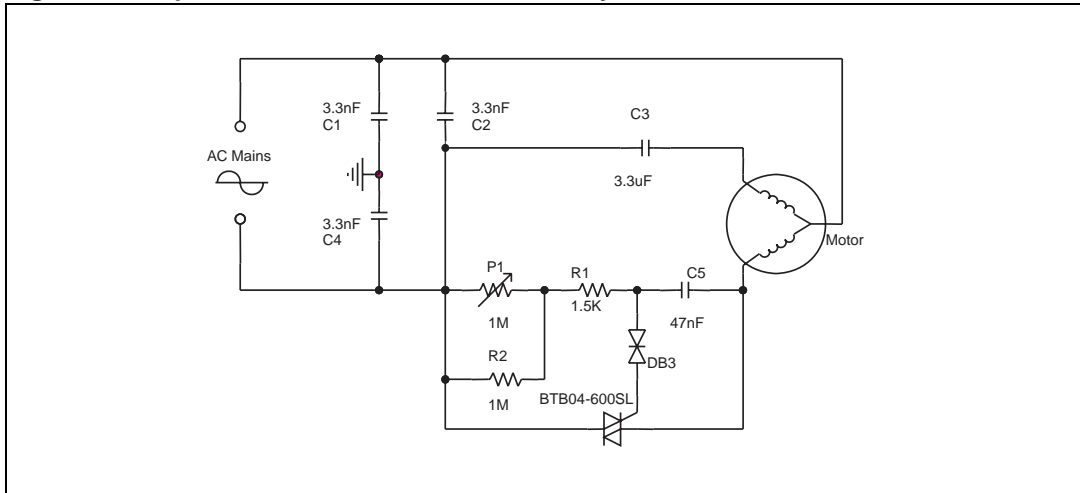 3.3nF
C1
3.3nF
C2
C3
AC Mains
3.3uF
3.3nF
C4
Motor
P1
R1
C5
1M
1.5K
47nF
R2
DB3
1M
BTB04-600SL